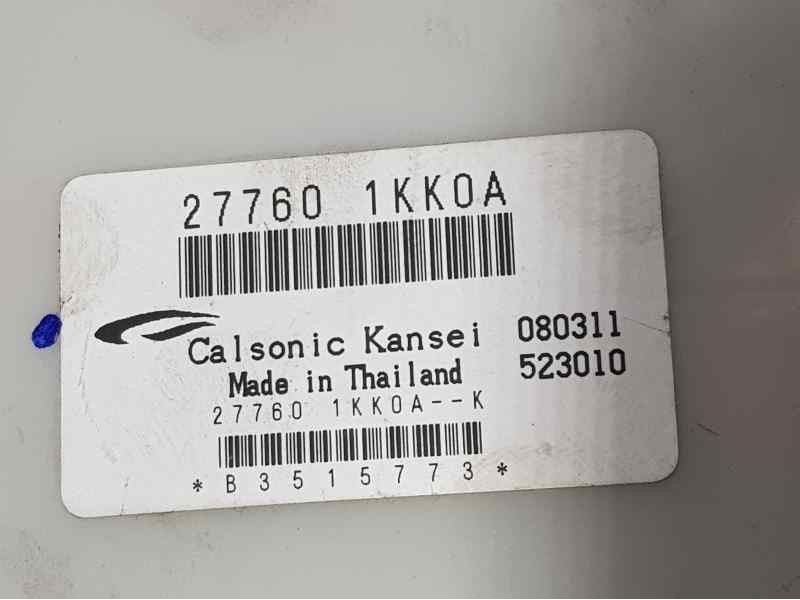 27760 1KK0A
Calsonic Kansei 080311
Made in Thailand 523010
27760 1KK0A--K
*B3515773*